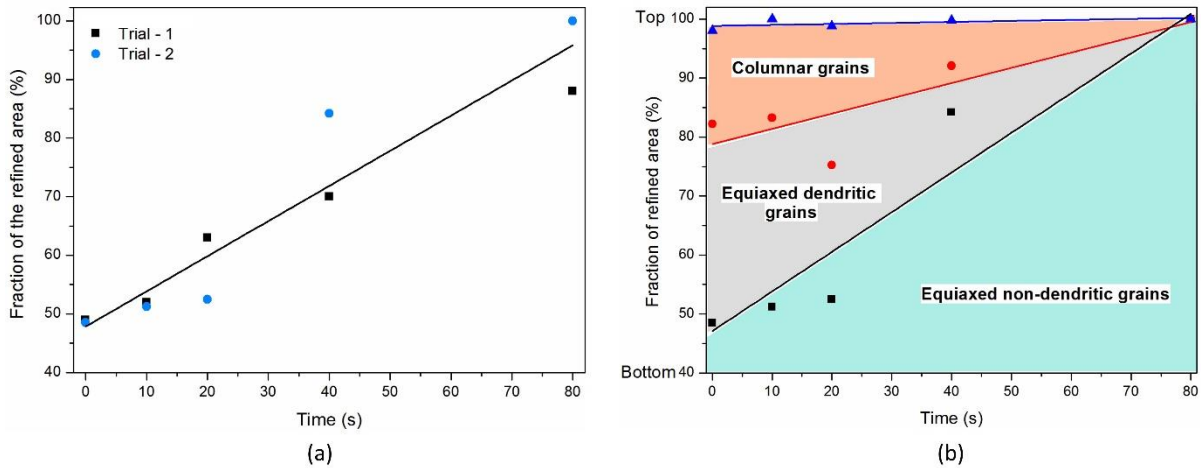 100
90
80
70
60
50
40
Fraction of the refined area (%)
Trial - 1
Trial - 2
0 10 20 30 40 50 60 70 80
Time (s)
(a)
Top 100
90
80
70
60
50
Bottom 40
Fraction of refined area (%)
Columnar grains
Equiaxed dendritic
grains
Equiaxed non-dendritic grains
0 10 20 30 40 50 60 70 80
Time (s)
(b)